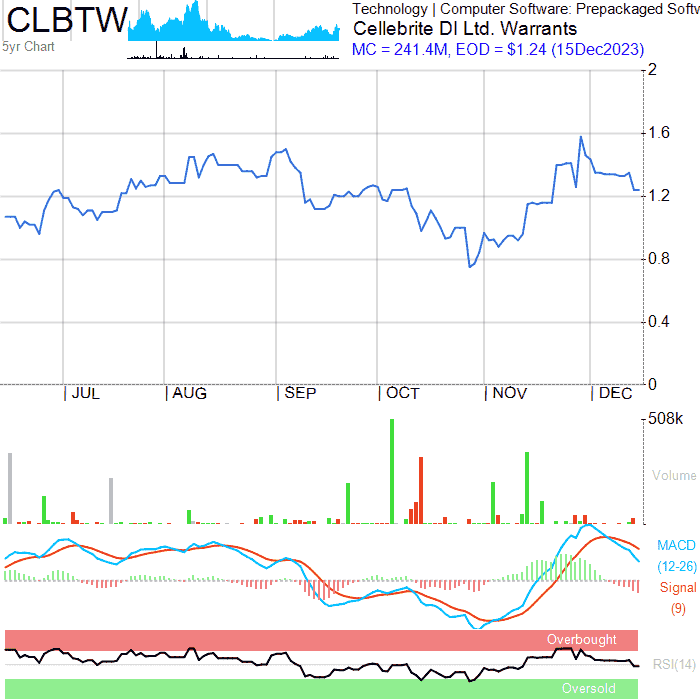 CLBTW
5yr Chart
Technology | Computer Software: Prepackaged Softw
Cellebrite DI Ltd. Warrants
MC = 241.4M, EOD = $1.24 (15Dec2023)
2
1.6
1.2
0.8
0.4
0
JUL AUG SEP OCT NOV DEC
508k
Volume
MACD
(12-26)
Signal
(9)
Overbought
RSI(14)
Oversold